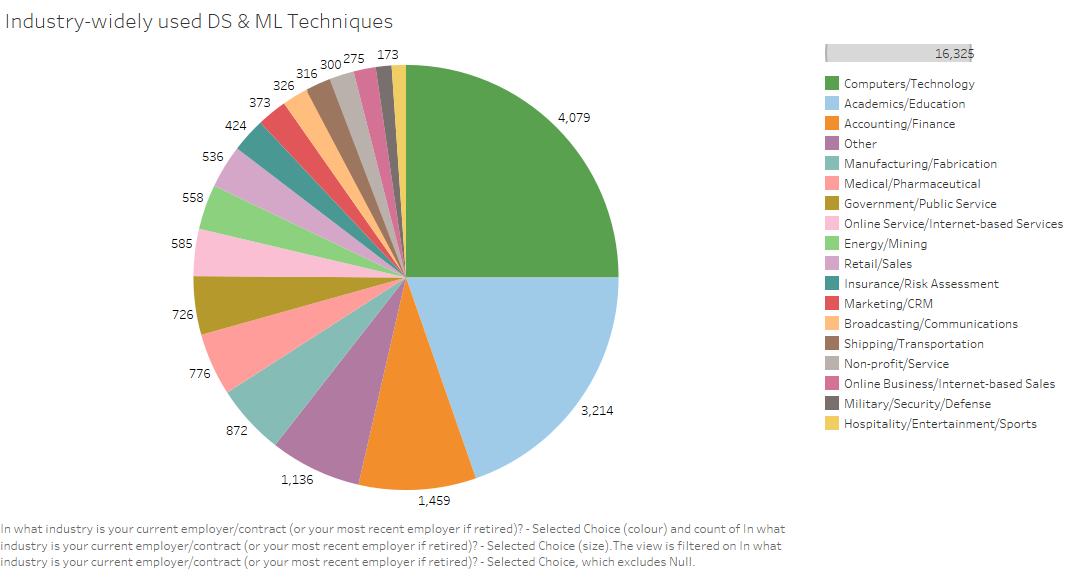 Industry-widely used DS & ML Techniques
16,325
173
275
300
316
326
373
424
536
558
585
726
776
872
1,136
1,459
3,214
4,079
Computers/Technology
Academics/Education
Accounting/Finance
Other
Manufacturing/Fabrication
Medical/Pharmaceutical
Government/Public Service
Online Service/Internet-based Services
Energy/Mining
Retail/Sales
Insurance/Risk Assessment
Marketing/CRM
Broadcasting/Communications
Shipping/Transportation
Non-profit/Service
Online Business/Internet-based Sales
Military/Security/Defense
Hospitality/Entertainment/Sports
In what industry is your current employer/contract (or your most recent employer if retired)? - Selected Choice (colour) and count of In what
industry is your current employer/contract (or your most recent employer if retired)? - Selected Choice (size). The view is filtered on In what
industry is your current employer/contract (or your most recent employer if retired)? - Selected Choice, which excludes Null.